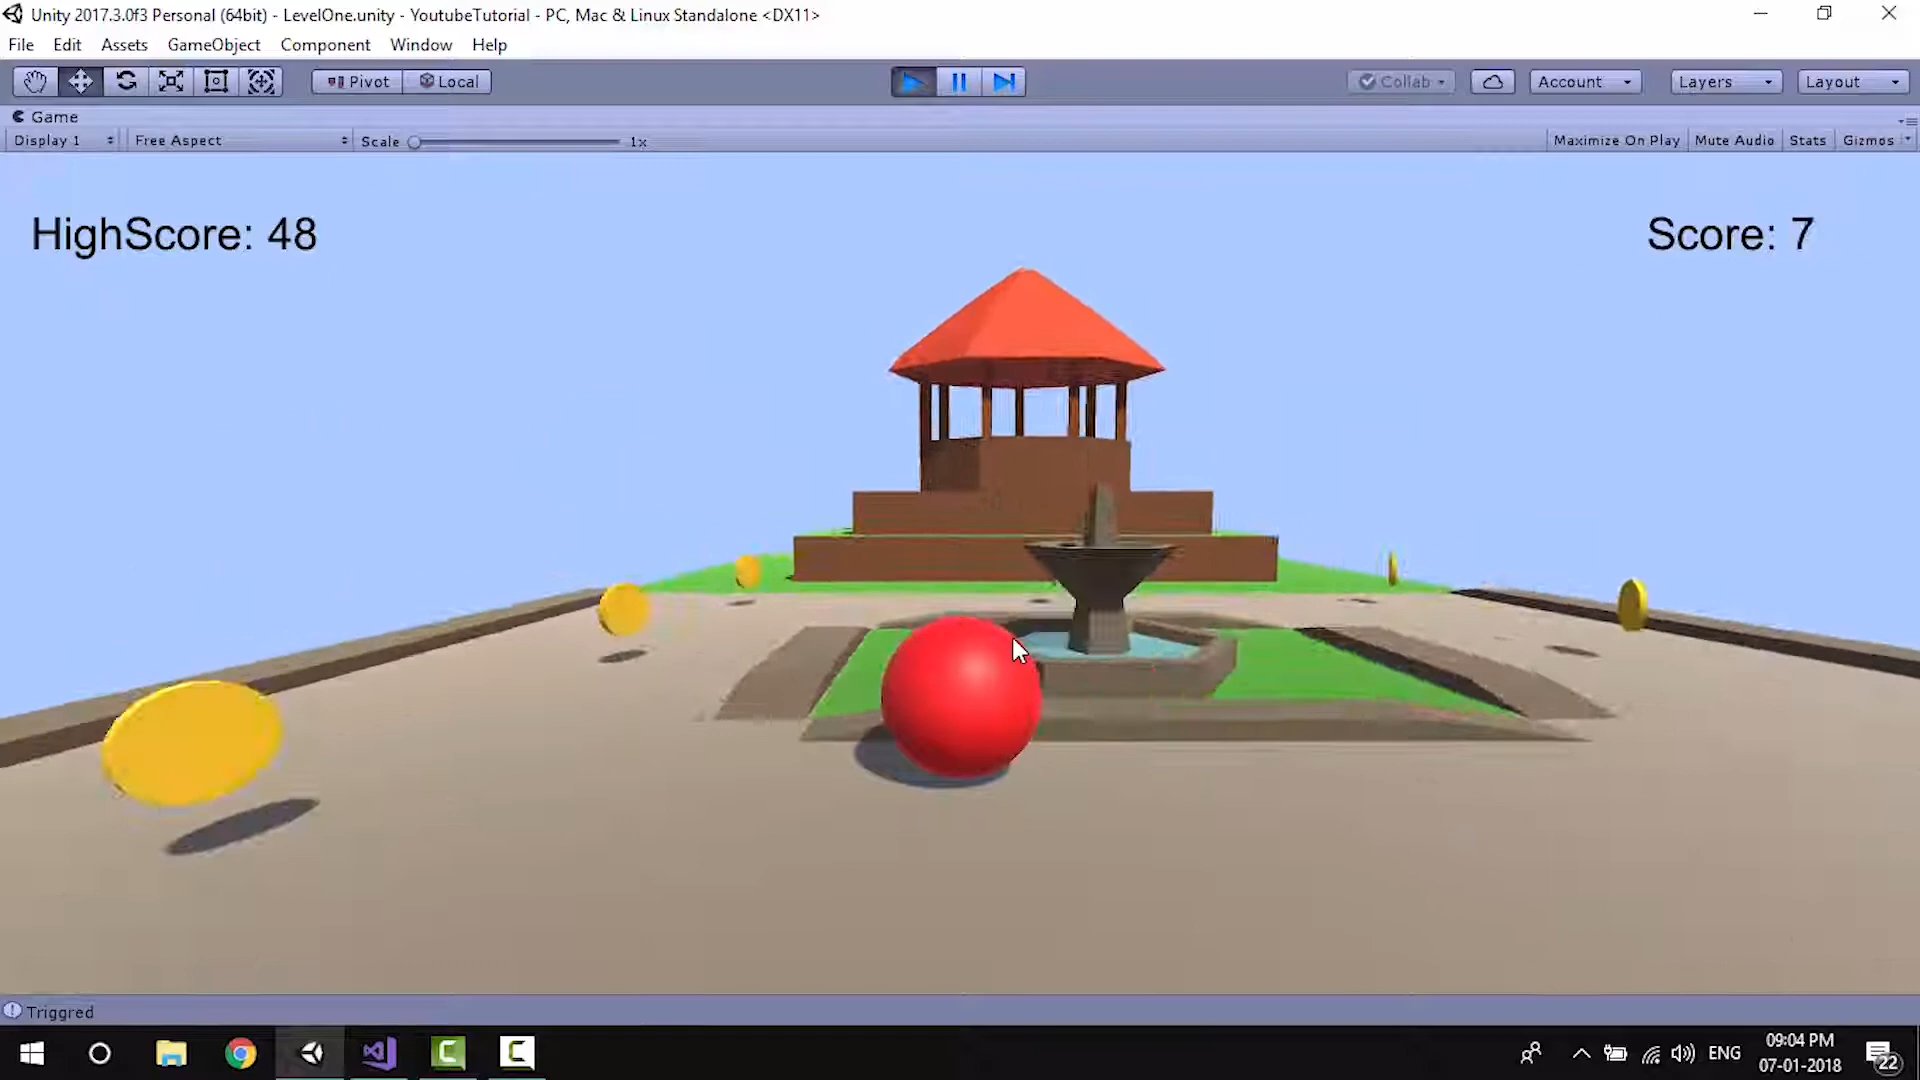 Unity 2017.3.0f3 Personal (64bit) - LevelOne.unity - YoutubeTutorial - PC, Mac & Linux Standalone <DX11>
File Edit Assets GameObject Component Window Help
Pivot Local Collab Account Layers Layout
Game
Display 1 Free Aspect Scale 1x Maximize On Play Mute Audio Stats Gizmos
HighScore: 48 Score: 7
Triggred
ENG 09:04 PM
07-01-2018 22